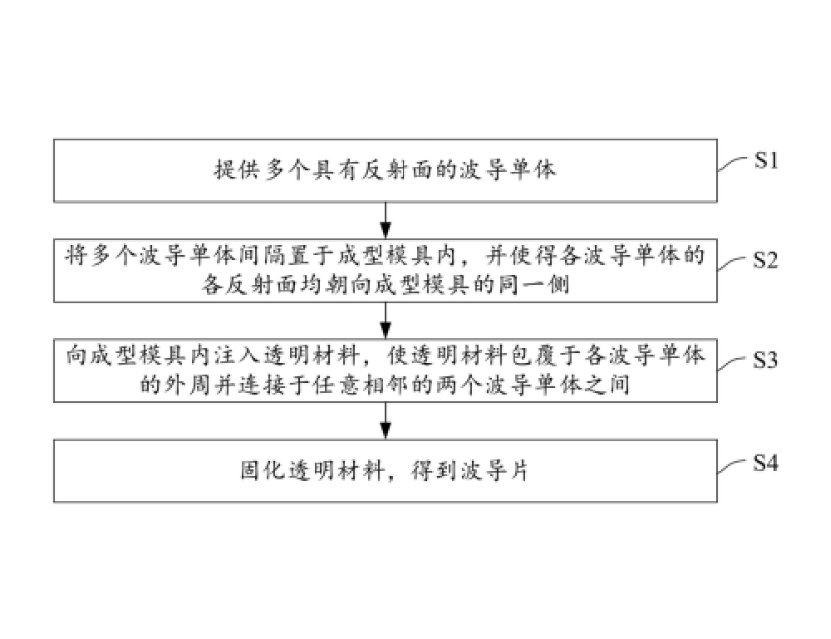 提供多个具有反射面的波导单体
S1
将多个波导单体间隔置于成型模具内，并使得各波导单体的
各反射面均朝向成型模具的同一侧
S2
向成型模具内注入透明材料，使透明材料包覆于各波导单体
的外周并连接于任意相邻的两个波导单体之间
S3
固化透明材料，得到波导片
S4